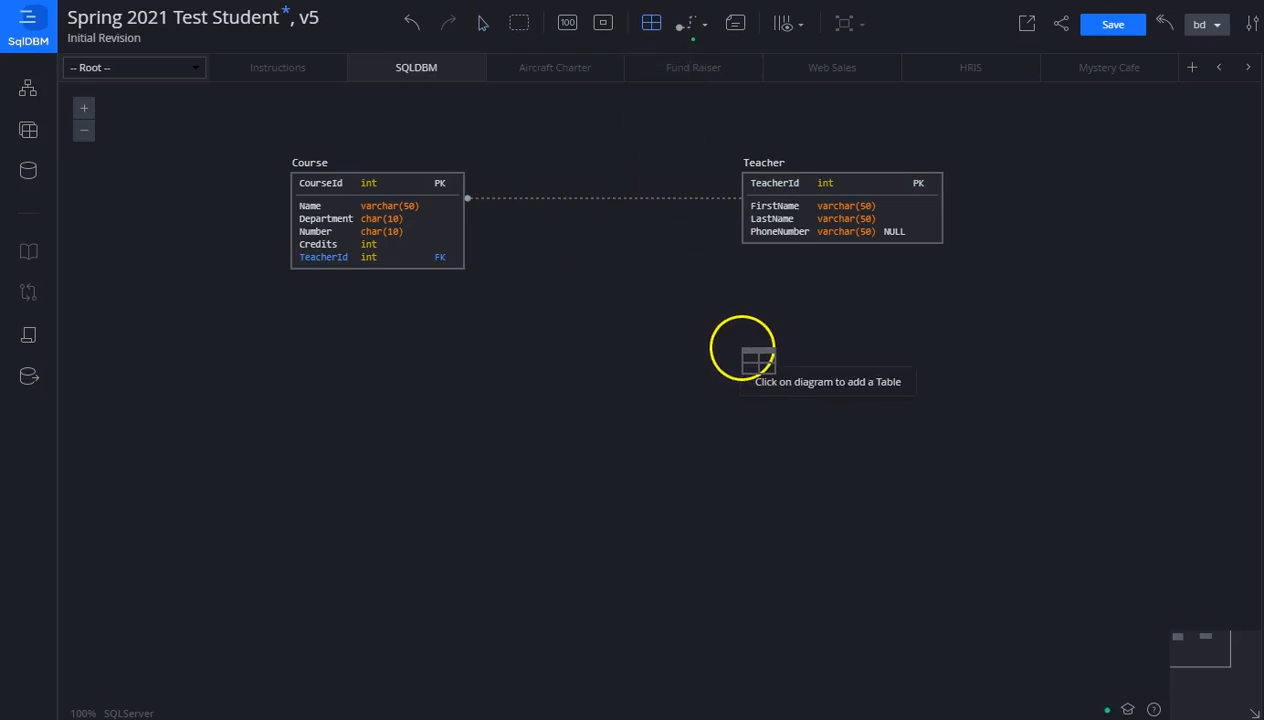 Spring 2021 Test Student *, v5
Initial Revision
SqlDBM
100
Save
bd
-- Root --
Instructions
SQLDBM
Aircraft Charter
Fund Raiser
Web Sales
HRIS
Mystery Cafe
Course
CourseId int PK
Name varchar(50)
Department char(10)
Number char(10)
Credits int
TeacherId int FK
Teacher
TeacherId int PK
FirstName varchar(50)
LastName varchar(50)
PhoneNumber varchar(50) NULL
Click on diagram to add a Table
100% SQLServer